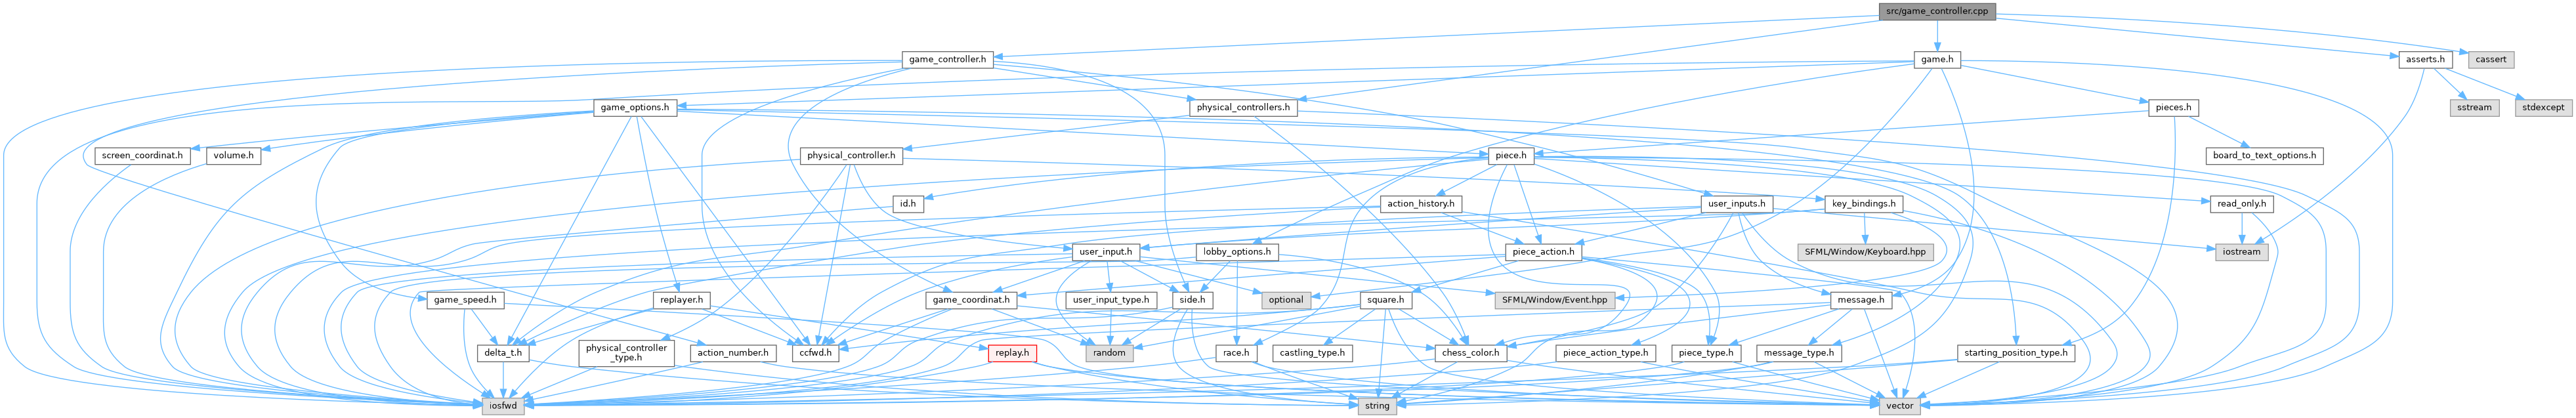 src/game_controller.cpp
game_controller.h
game.h
asserts.h
cassert
game_options.h
physical_controllers.h
pieces.h
sstream
stdexcept
screen_coordinat.h
volume.h
physical_controller.h
piece.h
board_to_text_options.h
id.h
action_history.h
user_inputs.h
key_bindings.h
read_only.h
user_input.h
lobby_options.h
piece_action.h
SFML/Window/Keyboard.hpp
iostream
game_speed.h
replayer.h
game_coordinat.h
user_input_type.h
side.h
optional
square.h
SFML/Window/Event.hpp
message.h
delta_t.h
physical_controller
_type.h
action_number.h
ccfwd.h
replay.h
random
race.h
castling_type.h
chess_color.h
piece_action_type.h
piece_type.h
message_type.h
starting_position_type.h
iosfwd
string
vector